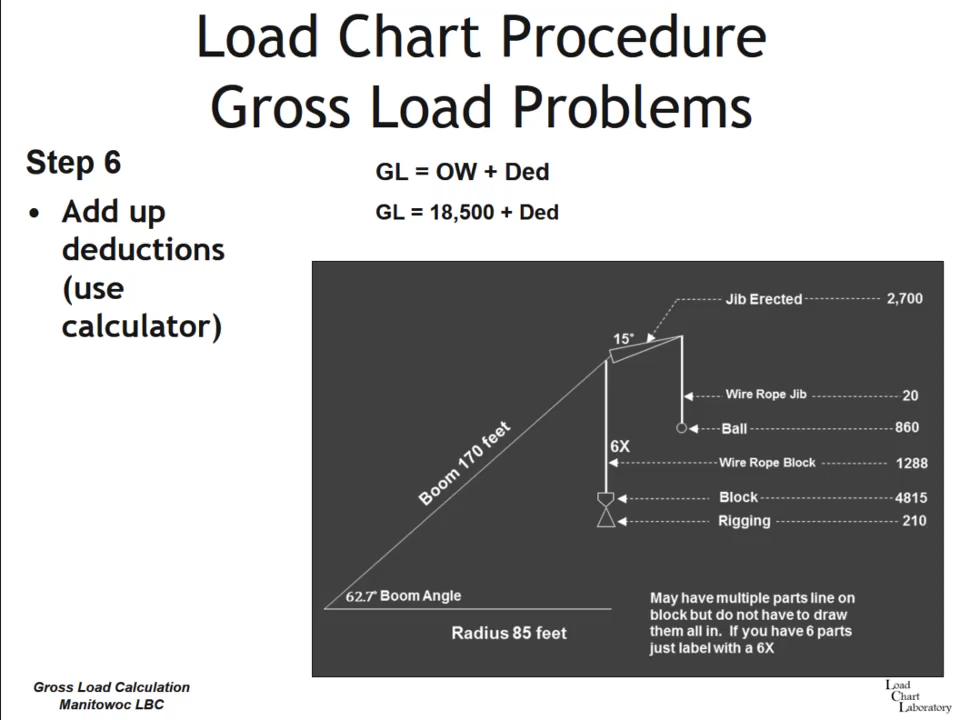 Load Chart Procedure
Gross Load Problems
Step 6
• Add up
deductions
(use
calculator)
GL = OW + Ded
GL = 18,500 + Ded
Jib Erected 2,700
15°
Wire Rope Jib 20
Ball 860
6X
Wire Rope Block 1288
Block 4815
Rigging 210
Boom 170 feet
62.7° Boom Angle
Radius 85 feet
May have multiple parts line on
block but do not have to draw
them all in. If you have 6 parts
just label with a 6X
Gross Load Calculation
Manitowoc LBC
Load
Chart
Laboratory